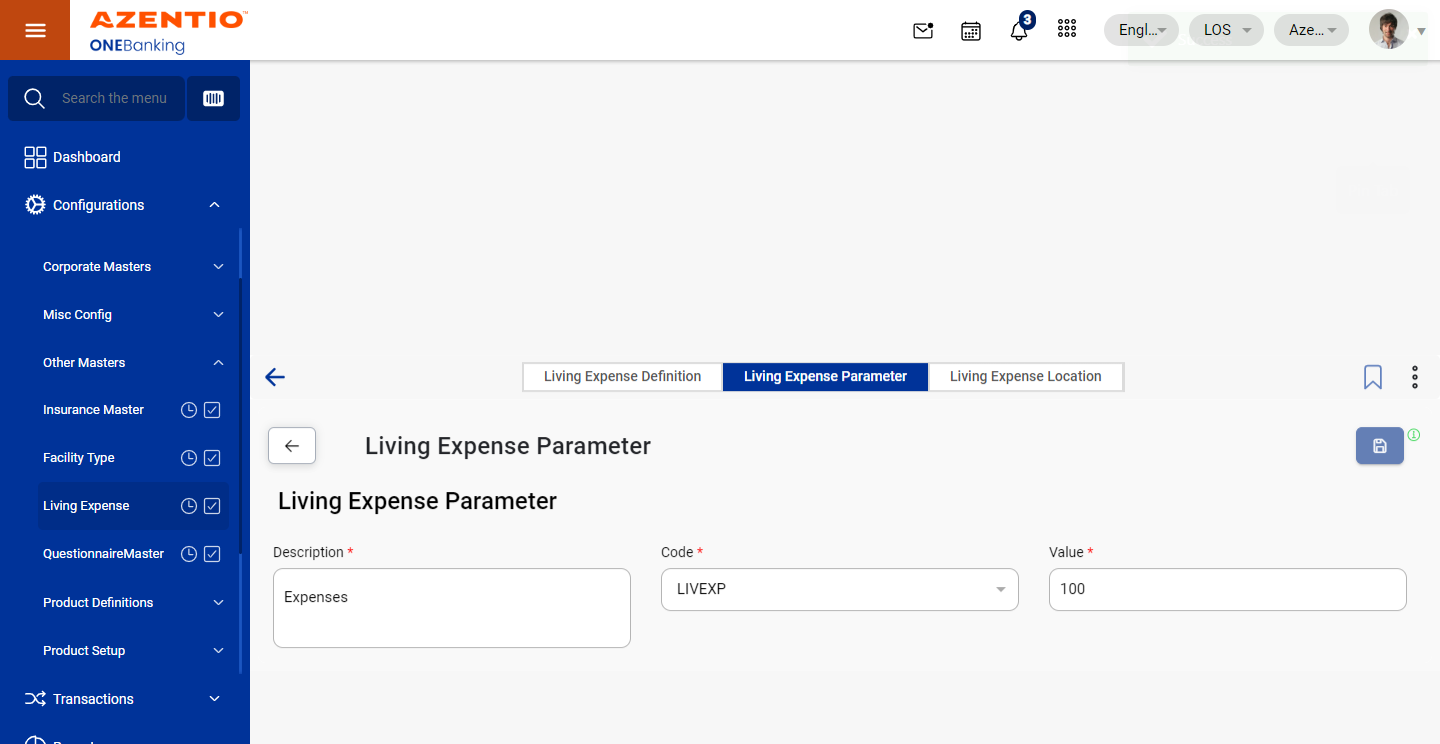 AZENTIO™
ONEBanking
3
Engl...
LOS
Aze...
Search the menu
Dashboard
Configurations
Corporate Masters
Misc Config
Other Masters
Insurance Master
Facility Type
Living Expense
QuestionnaireMaster
Product Definitions
Product Setup
Transactions
Living Expense Definition
Living Expense Parameter
Living Expense Location
Living Expense Parameter
Living Expense Parameter
Description *
Expenses
Code *
LIVEXP
Value *
100